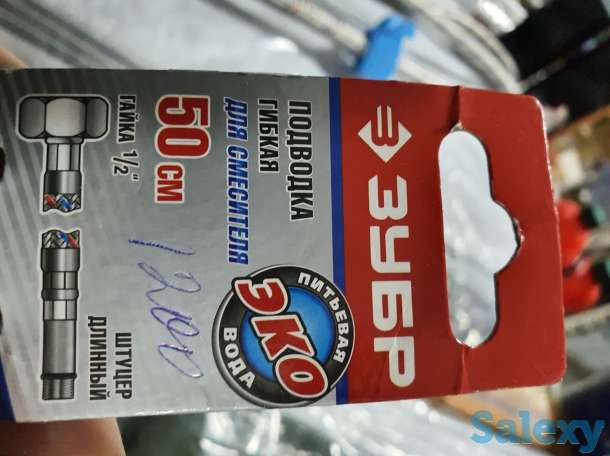 ЗУБР
ПОДВОДКА
ГИБКАЯ
ДЛЯ СМЕСИТЕЛЯ
50 СМ
ГАЙКА 1/2"
ПИТЬЕВАЯ
ЭКО
ВОДА
ШТУЦЕР
ДЛИННЫЙ
Salexy